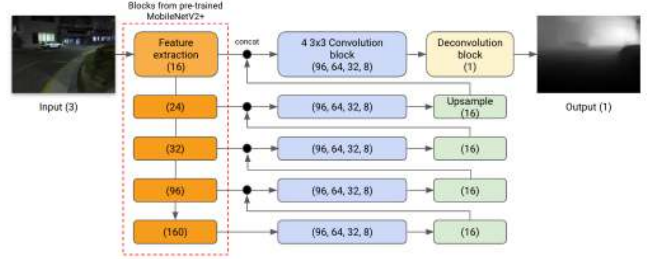 Blocks from pre-trained
MobileNetV2+
Feature
extraction
(16)
concat
4 3x3 Convolution
block
(96, 64, 32, 8)
Deconvolution
block
(1)
Input (3)
Output (1)
(24)
(96, 64, 32, 8)
Upsample
(16)
(32)
(96, 64, 32, 8)
(16)
(96)
(96, 64, 32, 8)
(16)
(160)
(96, 64, 32, 8)
(16)